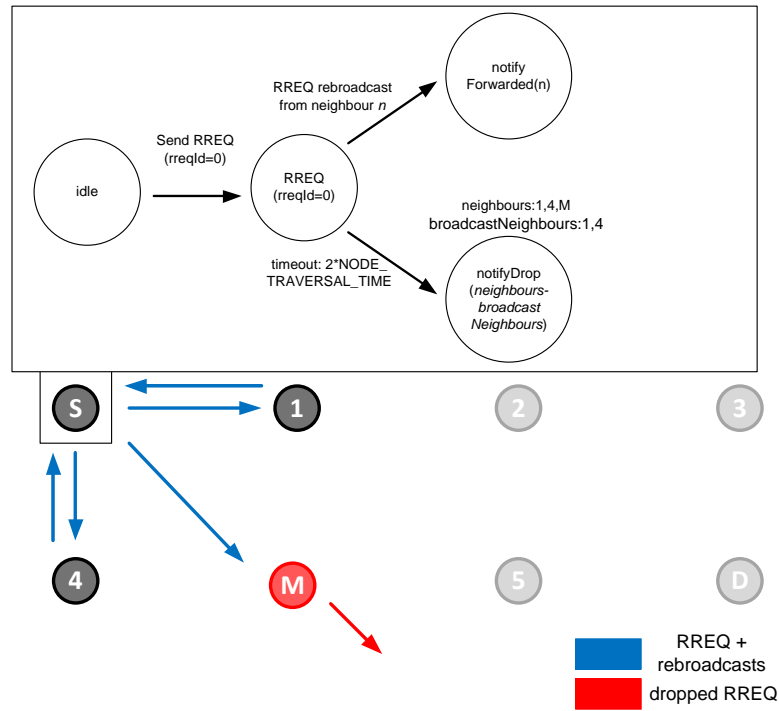 notify
Forwarded(n)
RREQ rebroadcast
from neighbour n
Send RREQ
(rreqId=0)
idle
RREQ
(rreqId=0)
neighbours:1,4,M
broadcastNeighbours:1,4
timeout: 2*NODE_
TRAVERSAL_TIME
notifyDrop
(neighbours-
broadcast
Neighbours)
S
1
2
3
4
M
5
D
RREQ +
rebroadcasts
dropped RREQ